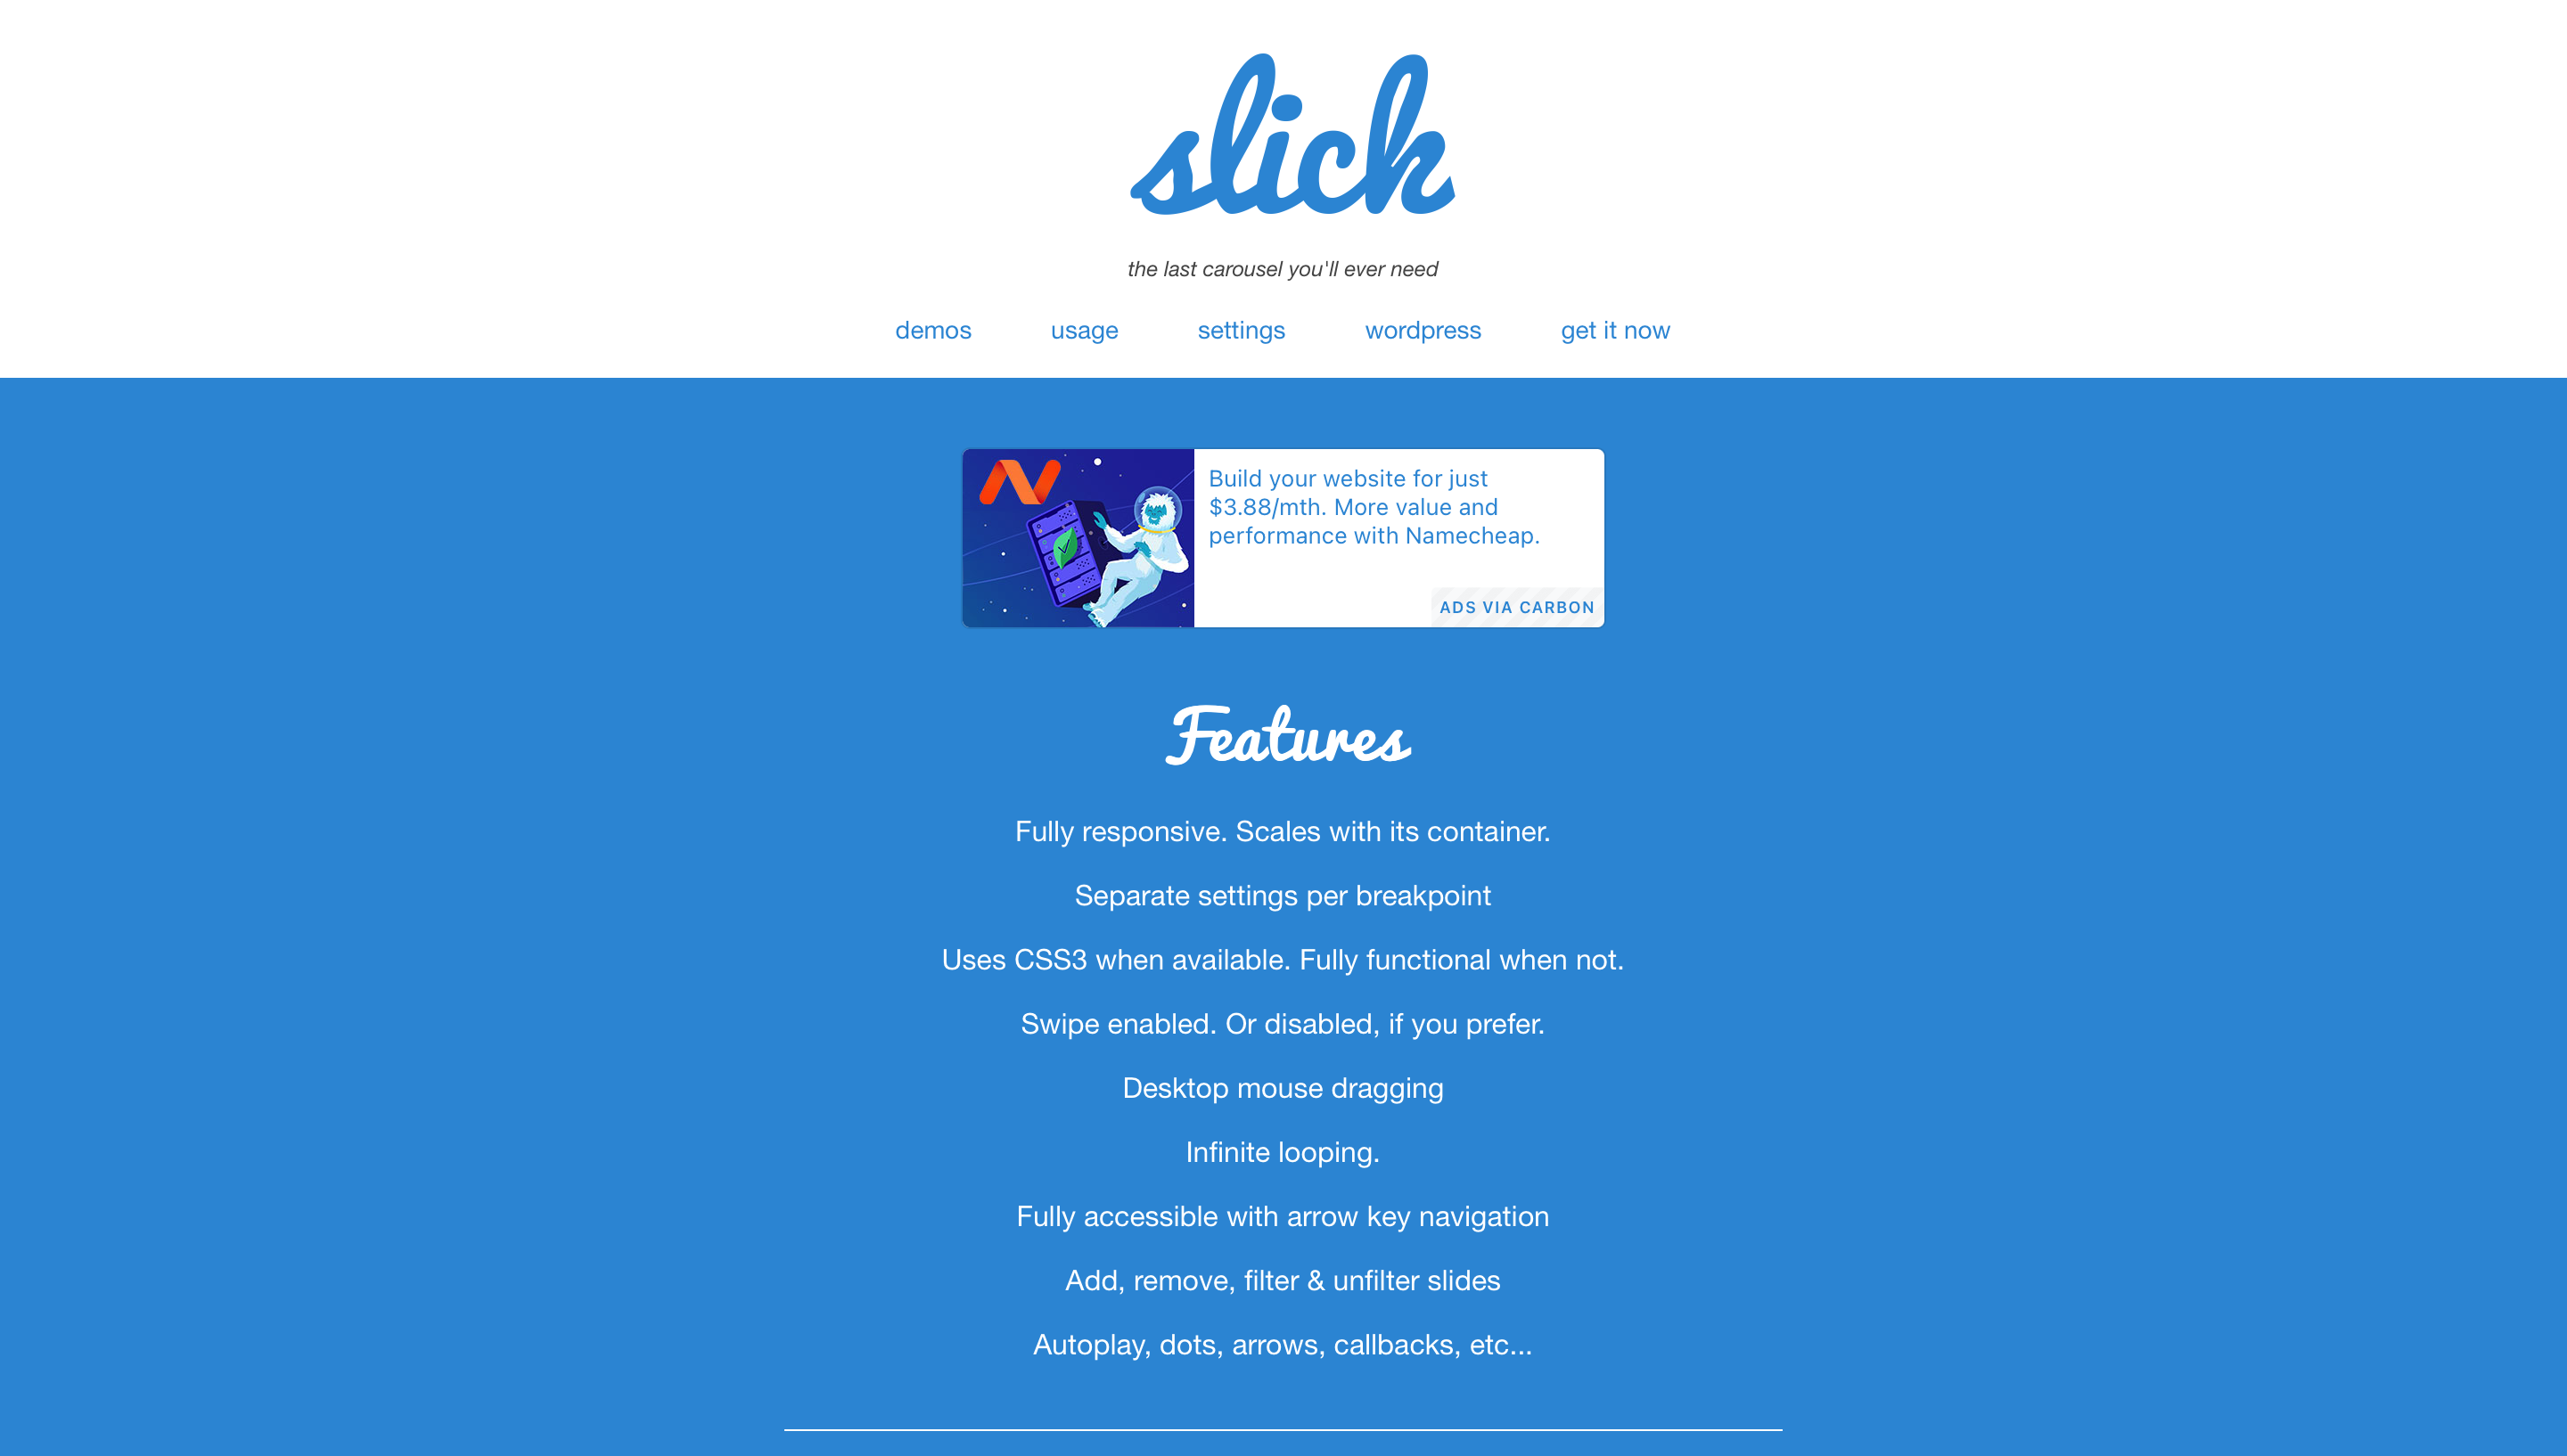 slick
the last carousel you'll ever need
demos usage settings wordpress get it now
Build your website for just
$3.88/mth. More value and
performance with Namecheap.
ADS VIA CARBON
Features
Fully responsive. Scales with its container.
Separate settings per breakpoint
Uses CSS3 when available. Fully functional when not.
Swipe enabled. Or disabled, if you prefer.
Desktop mouse dragging
Infinite looping.
Fully accessible with arrow key navigation
Add, remove, filter & unfilter slides
Autoplay, dots, arrows, callbacks, etc...